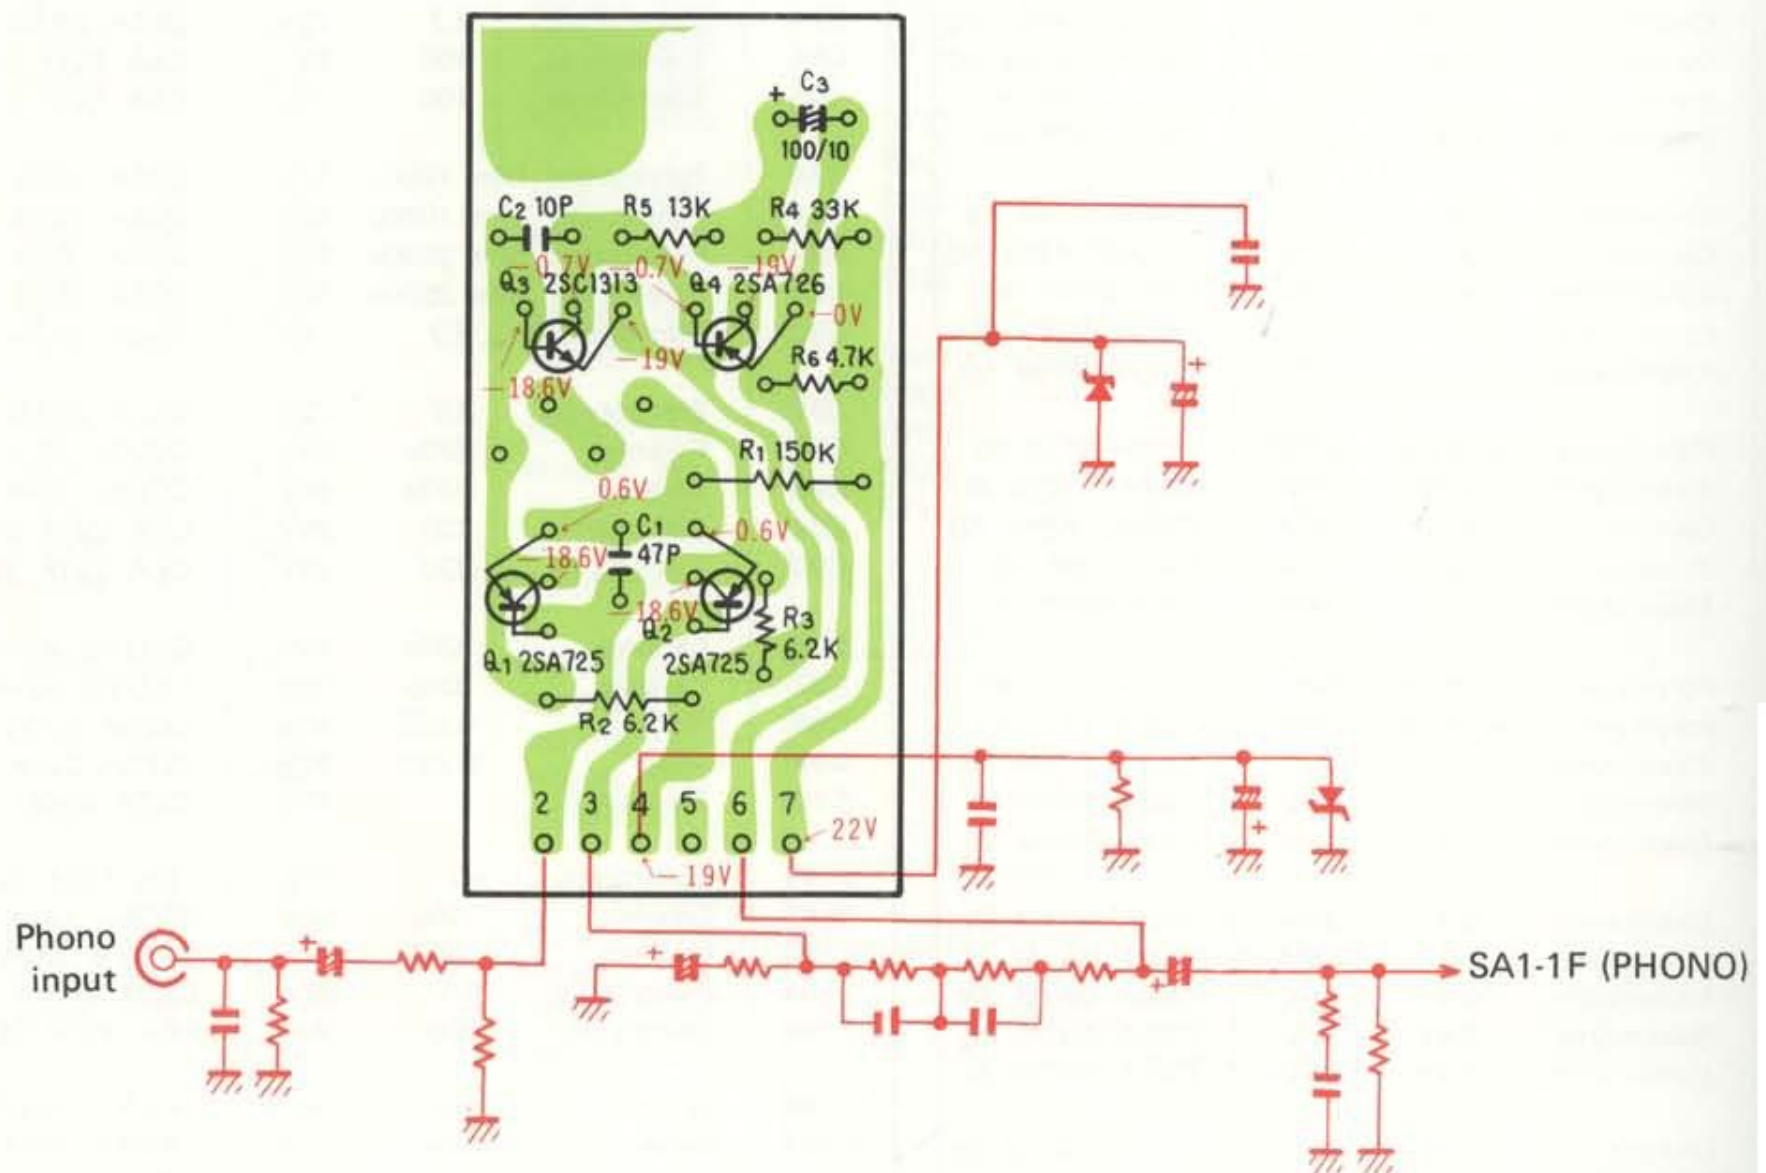 C3
+
100/10
C2 10P
R5 13K
R4 33K
-0.7V
-0.7V
-19V
Q3 2SC1313
Q4 2SA726
-0V
-19V
R6 4.7K
-18.6V
R1 150K
0.6V
C1
47P
-0.6V
-18.6V
-18.6V
Q2
R3
6.2K
Q1 2SA725
2SA725
R2 6.2K
2 3 4 5 6 7
22V
-19V
+
+
Phono
input
+
+
+
SA1-1F (PHONO)